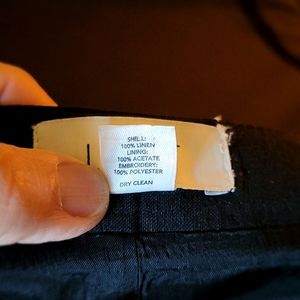 SHELL:
100% LINEN
LINING:
100% ACETATE
EMBROIDERY:
100% POLYESTER
DRY CLEAN